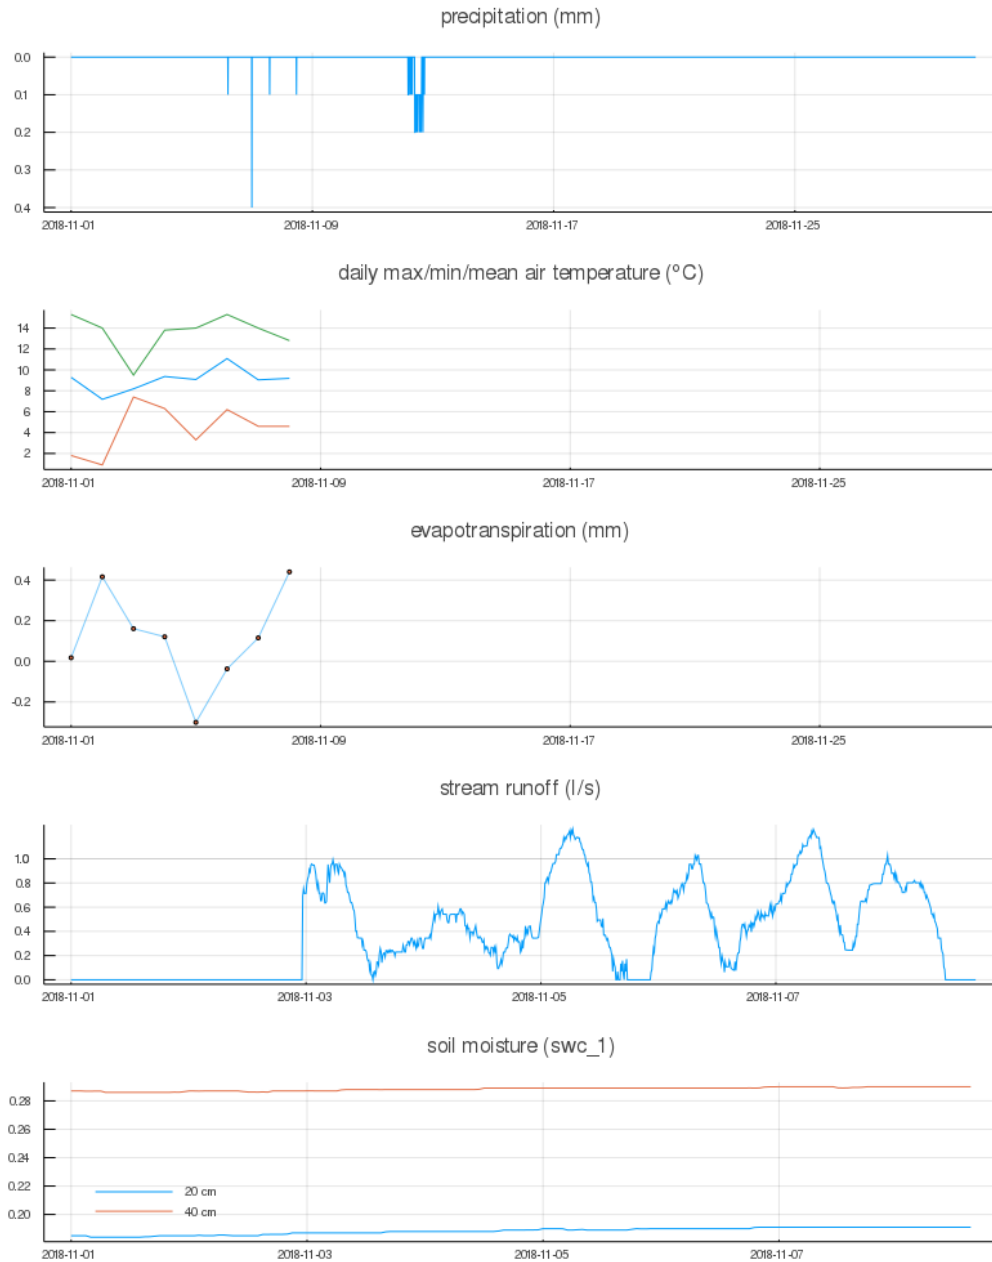 precipitation (mm)
0.0
0.1
0.2
0.3
0.4
2018-11-01 2018-11-09 2018-11-17 2018-11-25
daily max/min/mean air temperature (ºC)
14
12
10
8
6
4
2
2018-11-01 2018-11-09 2018-11-17 2018-11-25
evapotranspiration (mm)
0.4
0.2
0.0
-0.2
2018-11-01 2018-11-09 2018-11-17 2018-11-25
stream runoff (l/s)
1.0
0.8
0.6
0.4
0.2
0.0
2018-11-01 2018-11-03 2018-11-05 2018-11-07
soil moisture (swc_1)
0.28
0.26
0.24
0.22
20 cm
0.20
40 cm
2018-11-01 2018-11-03 2018-11-05 2018-11-07